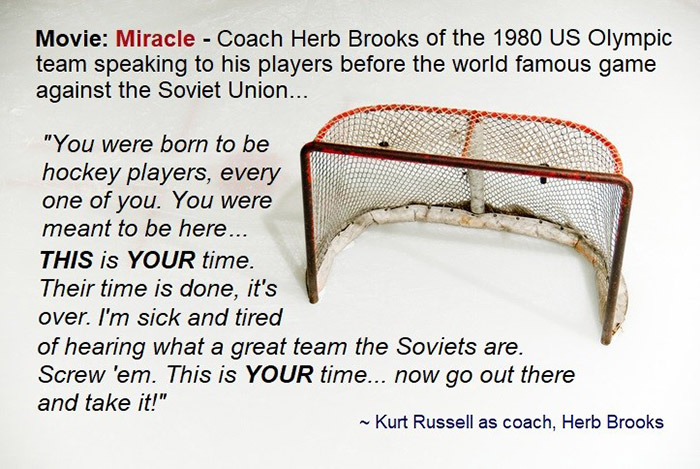 Movie: Miracle - Coach Herb Brooks of the 1980 US Olympic
team speaking to his players before the world famous game
against the Soviet Union...
"You were born to be
hockey players, every
one of you. You were
meant to be here...
THIS is YOUR time.
Their time is done, it's
over. I'm sick and tired
of hearing what a great team the Soviets are.
Screw 'em. This is YOUR time... now go out there
and take it!"
~ Kurt Russell as coach, Herb Brooks